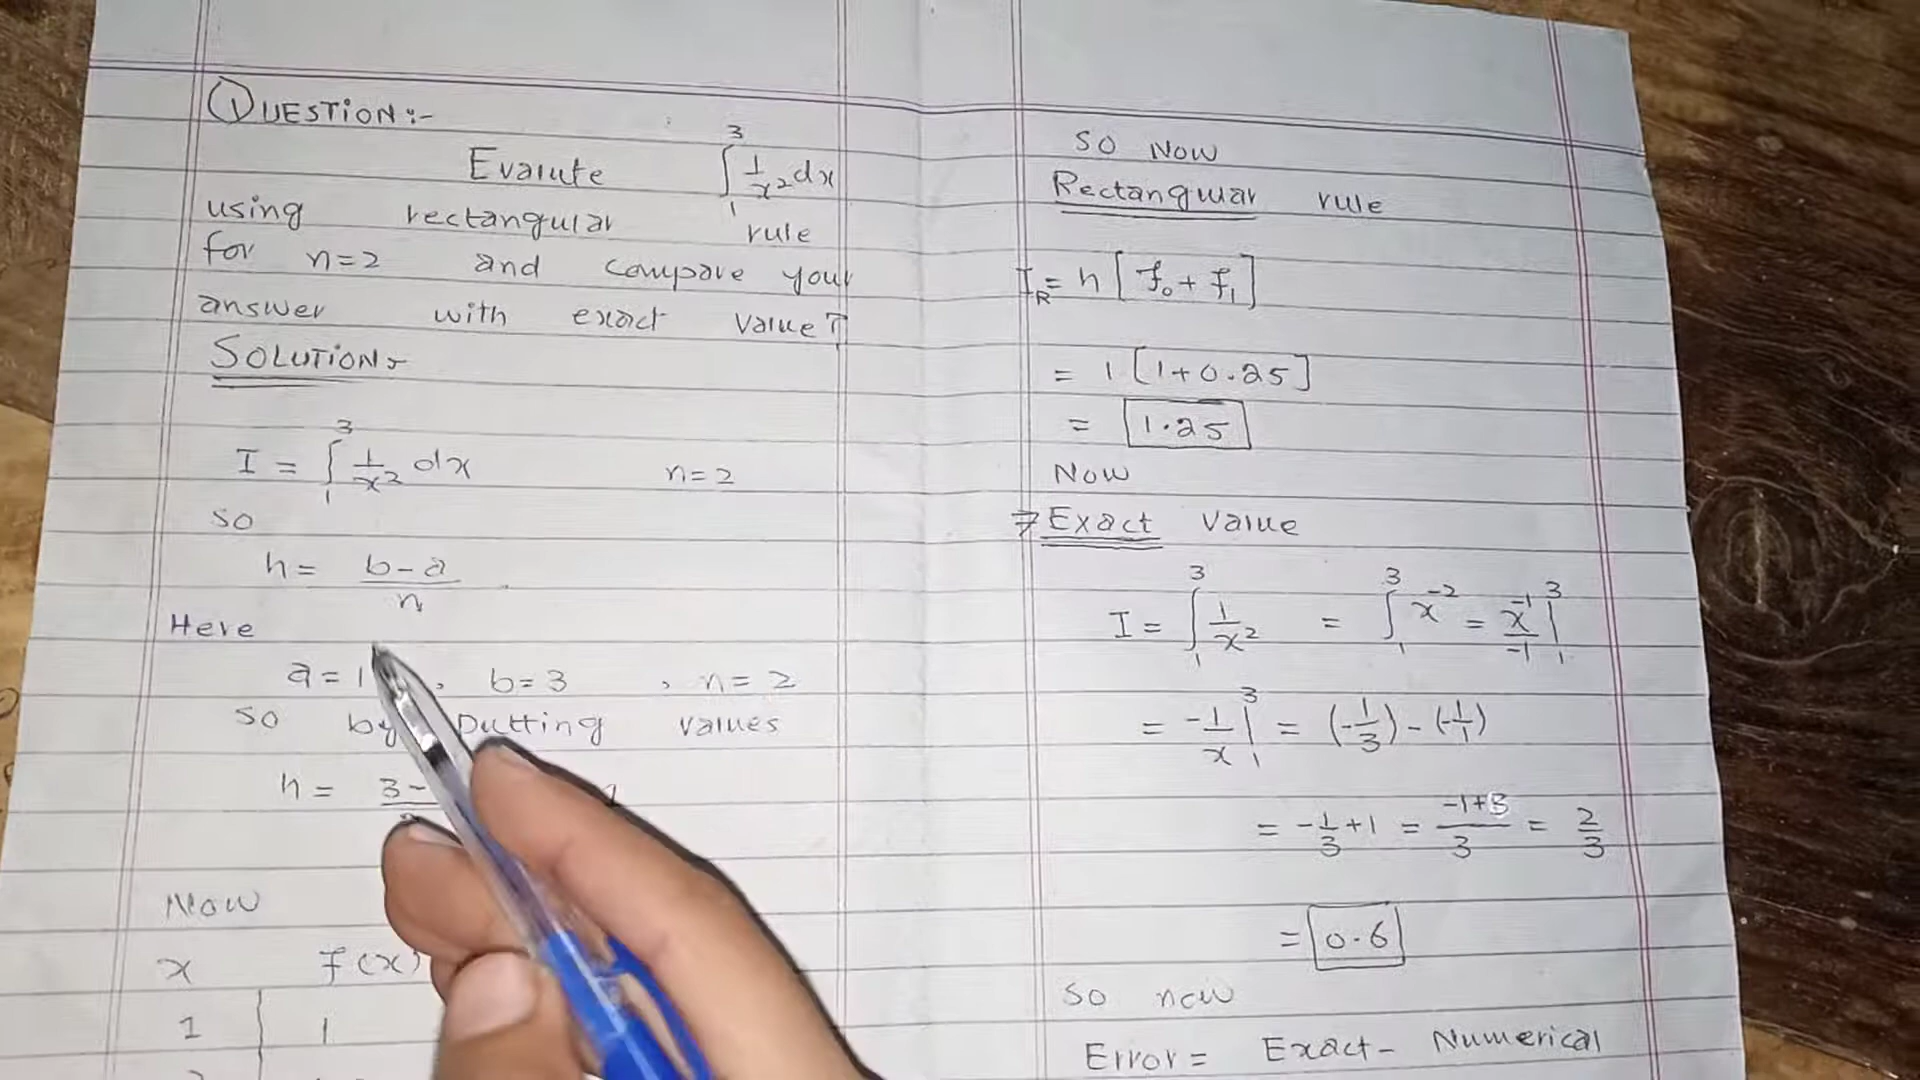 QUESTION:-
Evalute ∫₁³ 1/x² dx
using rectangular rule
for n=2 and compare your
answer with exact value?
SOLUTION:-
I = ∫₁³ 1/x² dx n=2
so
h = b-a/n
Here
a=1, b=3, n=2
so by putting values
h = 3-
Now
x f(x)
1 1
SO NOW
Rectangular rule
I_R = h[f₀+f₁]
= 1[1+0.25]
= 1.25
Now
⇒ Exact value
I = ∫₁³ 1/x² = ∫₁³ x⁻² = x⁻¹/-1 |₁³
= -1/x |₁³ = (-1/3) - (-1/1)
= -1/3 +1 = -1+3/3 = 2/3
= 0.6
so now
Error = Exact - Numerical